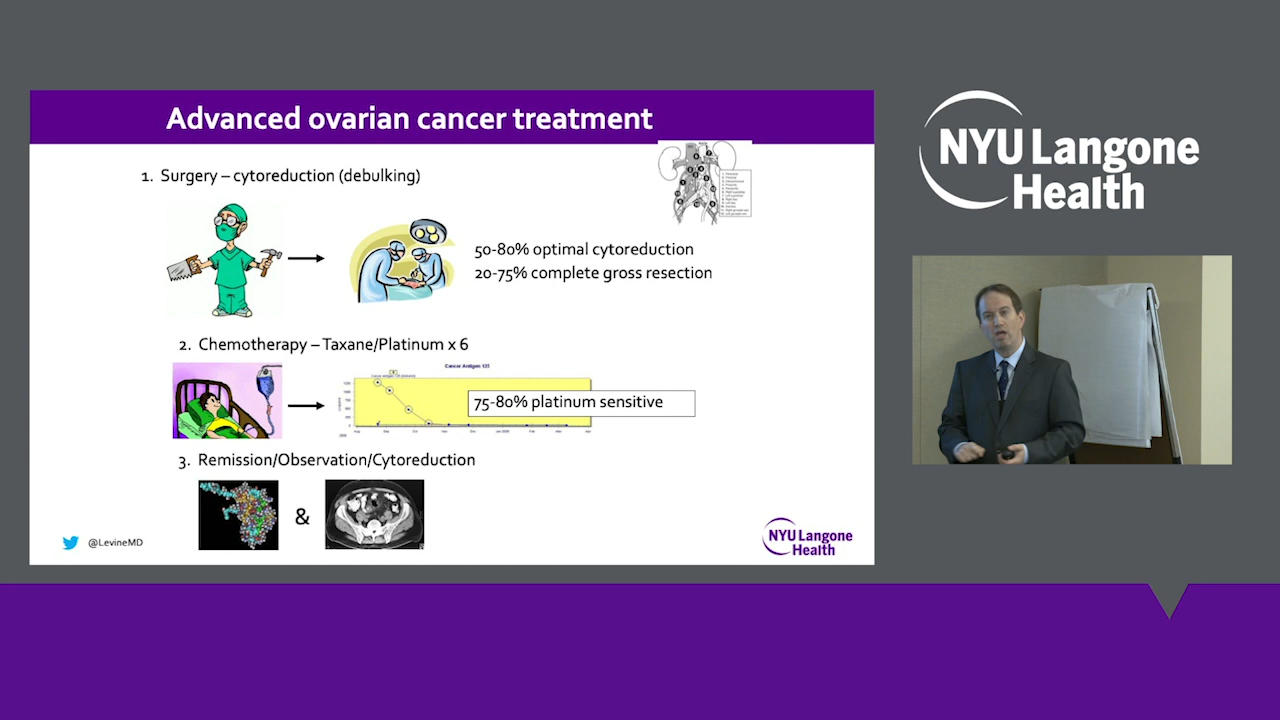 Advanced ovarian cancer treatment
1. Surgery – cytoreduction (debulking)
50-80% optimal cytoreduction
20-75% complete gross resection
2. Chemotherapy – Taxane/Platinum x 6
Cancer Antigen 125
75-80% platinum sensitive
3. Remission/Observation/Cytoreduction
&
@LevineMD
NYU Langone
Health
NYU Langone
Health